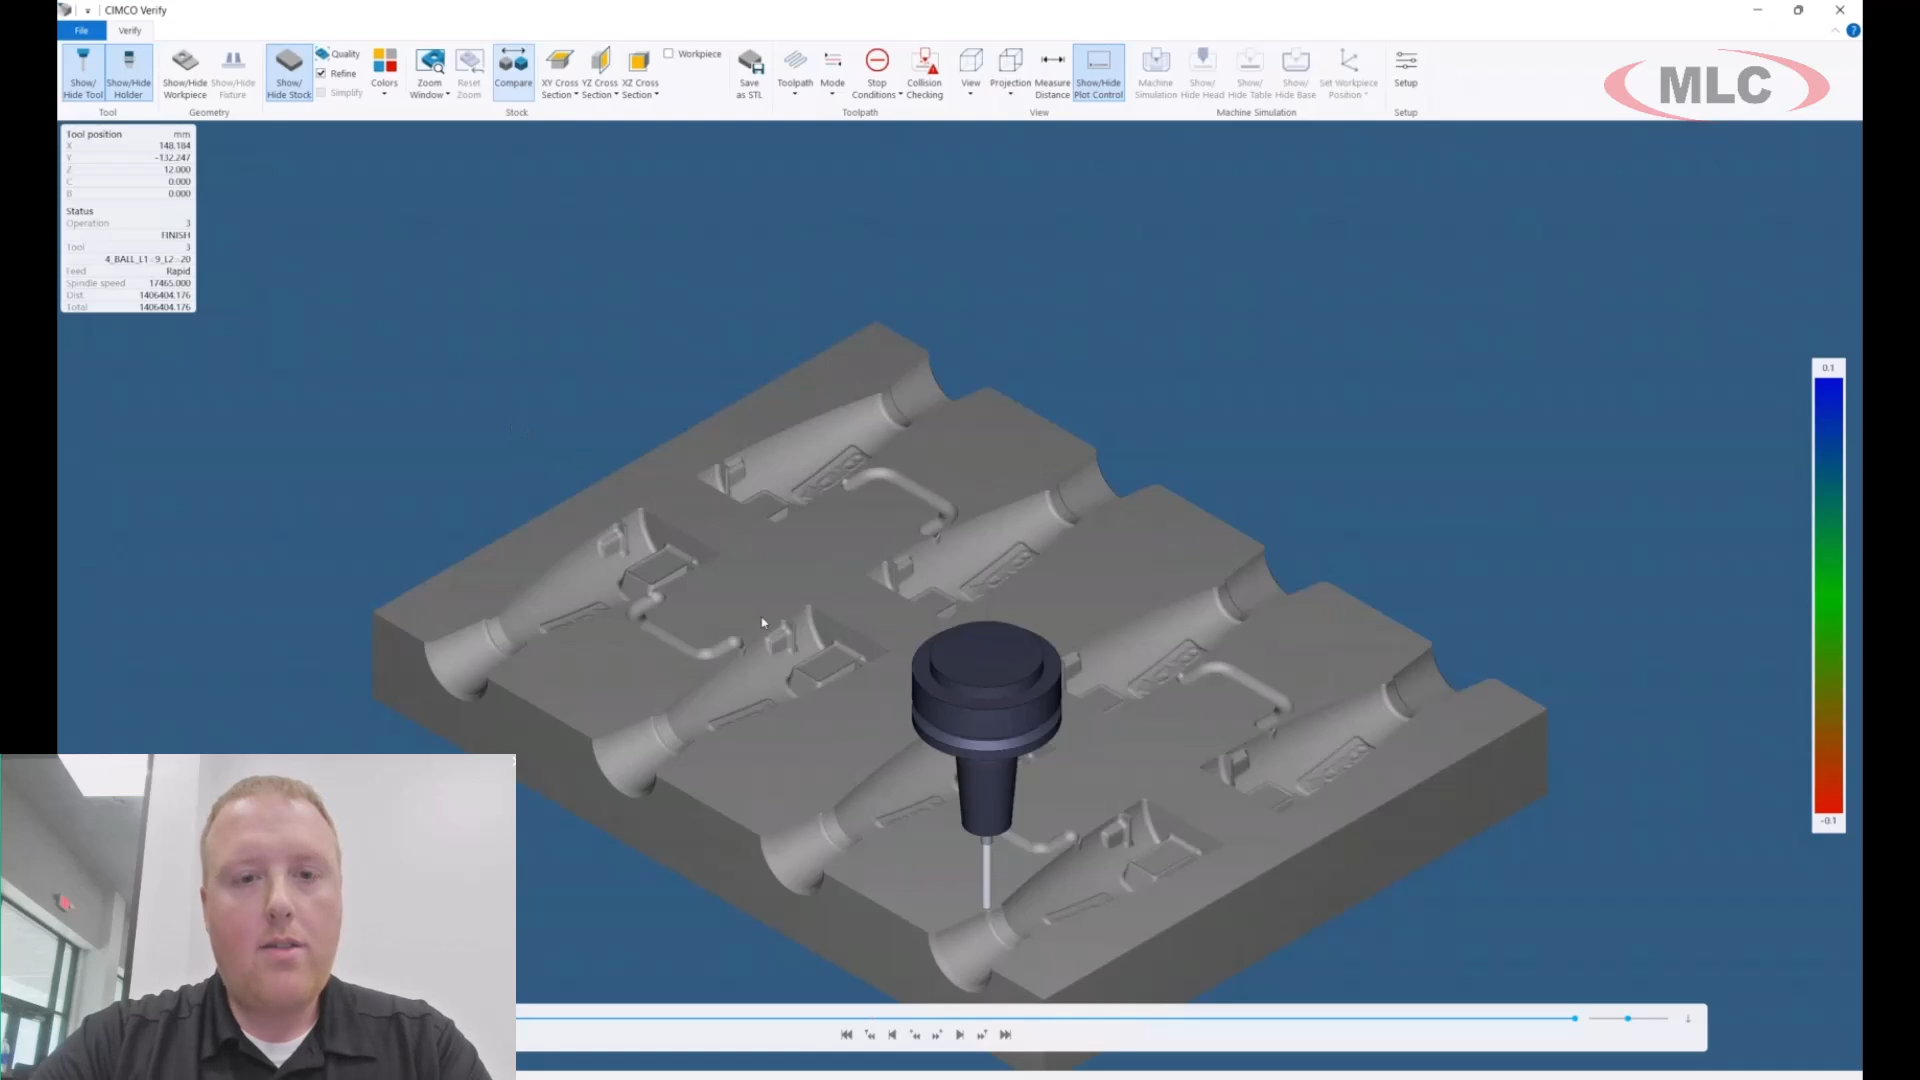 CIMCO Verify
File
Verify
Show/
Hide Tool
Show/Hide
Holder
Tool
Show/Hide
Workpiece
Show/Hide
Fixture
Geometry
Show/
Hide Stock
Quality
Refine
Simplify
Colors
Zoom
Window
Reset
Zoom
Compare
XY Cross
Section
YZ Cross
Section
XZ Cross
Section
Workpiece
Stock
Save
as STL
Toolpath
Mode
Stop
Conditions
Collision
Checking
Toolpath
View
Projection
Measure
Distance
Show/Hide
Plot Control
View
Machine
Simulation
Show/
Hide Head
Show/
Hide Table
Show/
Hide Base
Set Workpiece
Position
Machine Simulation
Setup
Setup
MLC
Tool position mm
X 148.184
Y -132.247
Z 12.000
C 0.000
B 0.000
Status
Operation 3
FINISH
Tool 3
4_BALL_L1=9_L2=20
Feed Rapid
Spindle speed 17465.000
Dist. 1406404.176
Total 1406404.176
0.1
-0.1